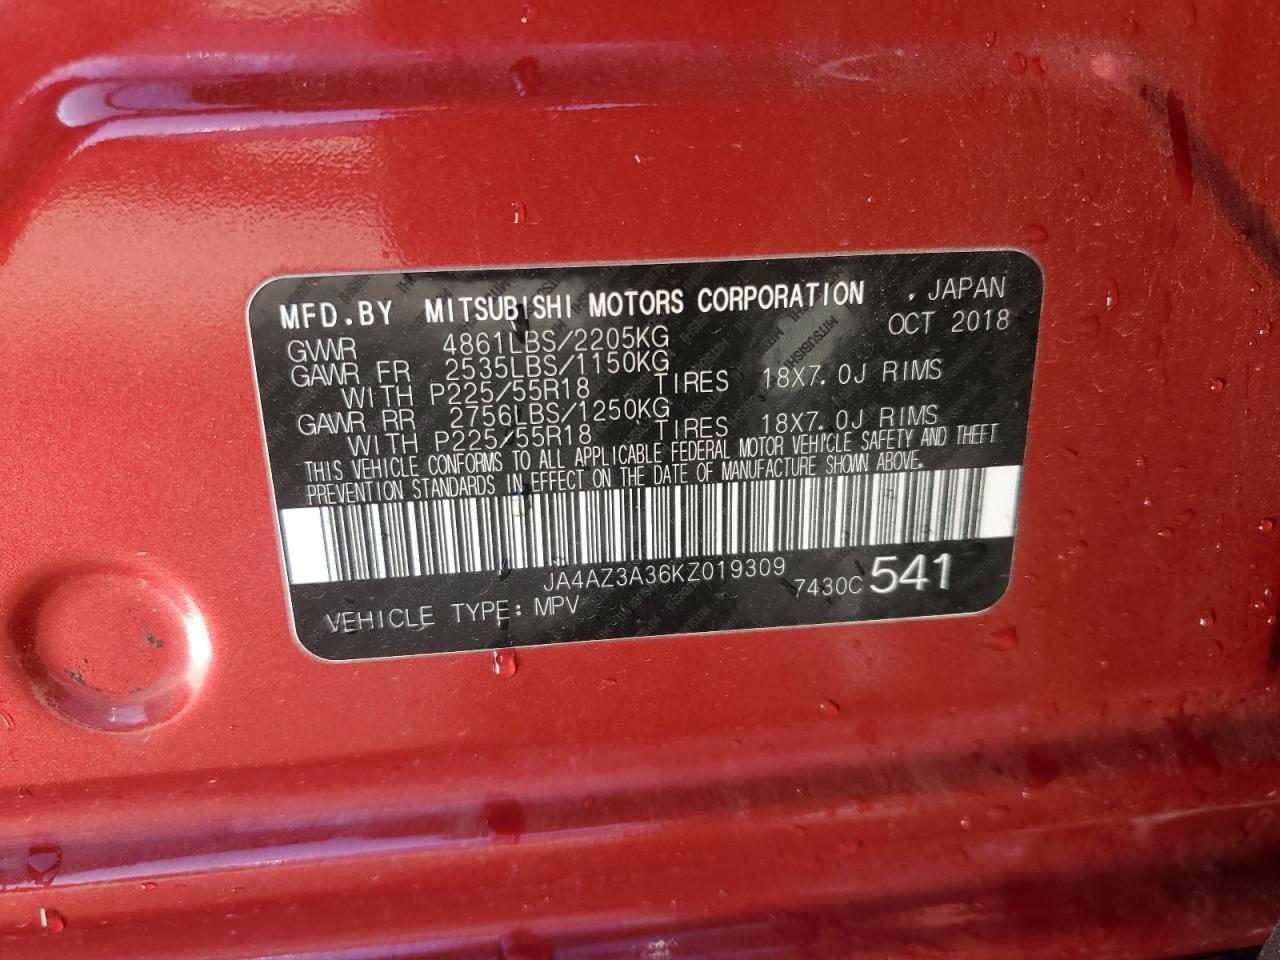 MFD.BY MITSUBISHI MOTORS CORPORATION , JAPAN
OCT 2018
GVWR 4861LBS/2205KG
GAWR FR 2535LBS/1150KG
WITH P225/55R18 TIRES 18X7.0J RIMS
GAWR RR 2756LBS/1250KG
WITH P225/55R18 TIRES 18X7.0J RIMS
THIS VEHICLE CONFORMS TO ALL APPLICABLE FEDERAL MOTOR VEHICLE SAFETY AND THEFT
PREVENTION STANDARDS IN EFFECT ON THE DATE OF MANUFACTURE SHOWN ABOVE.
JA4AZ3A36KZ019309
7430C 541
VEHICLE TYPE: MPV